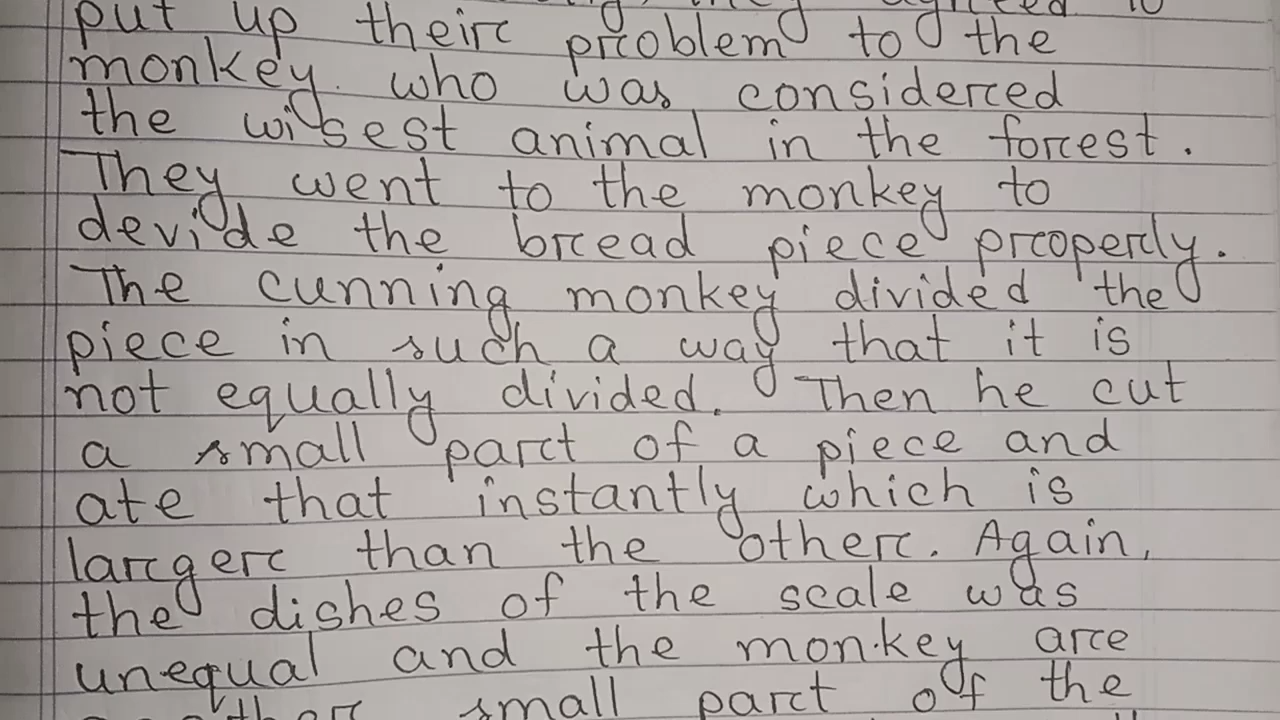 agreed to
put up their problem to the
monkey who was considered
the wisest animal in the forest.
They went to the monkey to
devide the bread piece properly.
The cunning monkey divided the
piece in such a way that it is
not equally divided. Then he cut
a small part of a piece and
ate that instantly which is
larger than the other. Again,
the dishes of the scale was
unequal and the monkey are
another small part of the